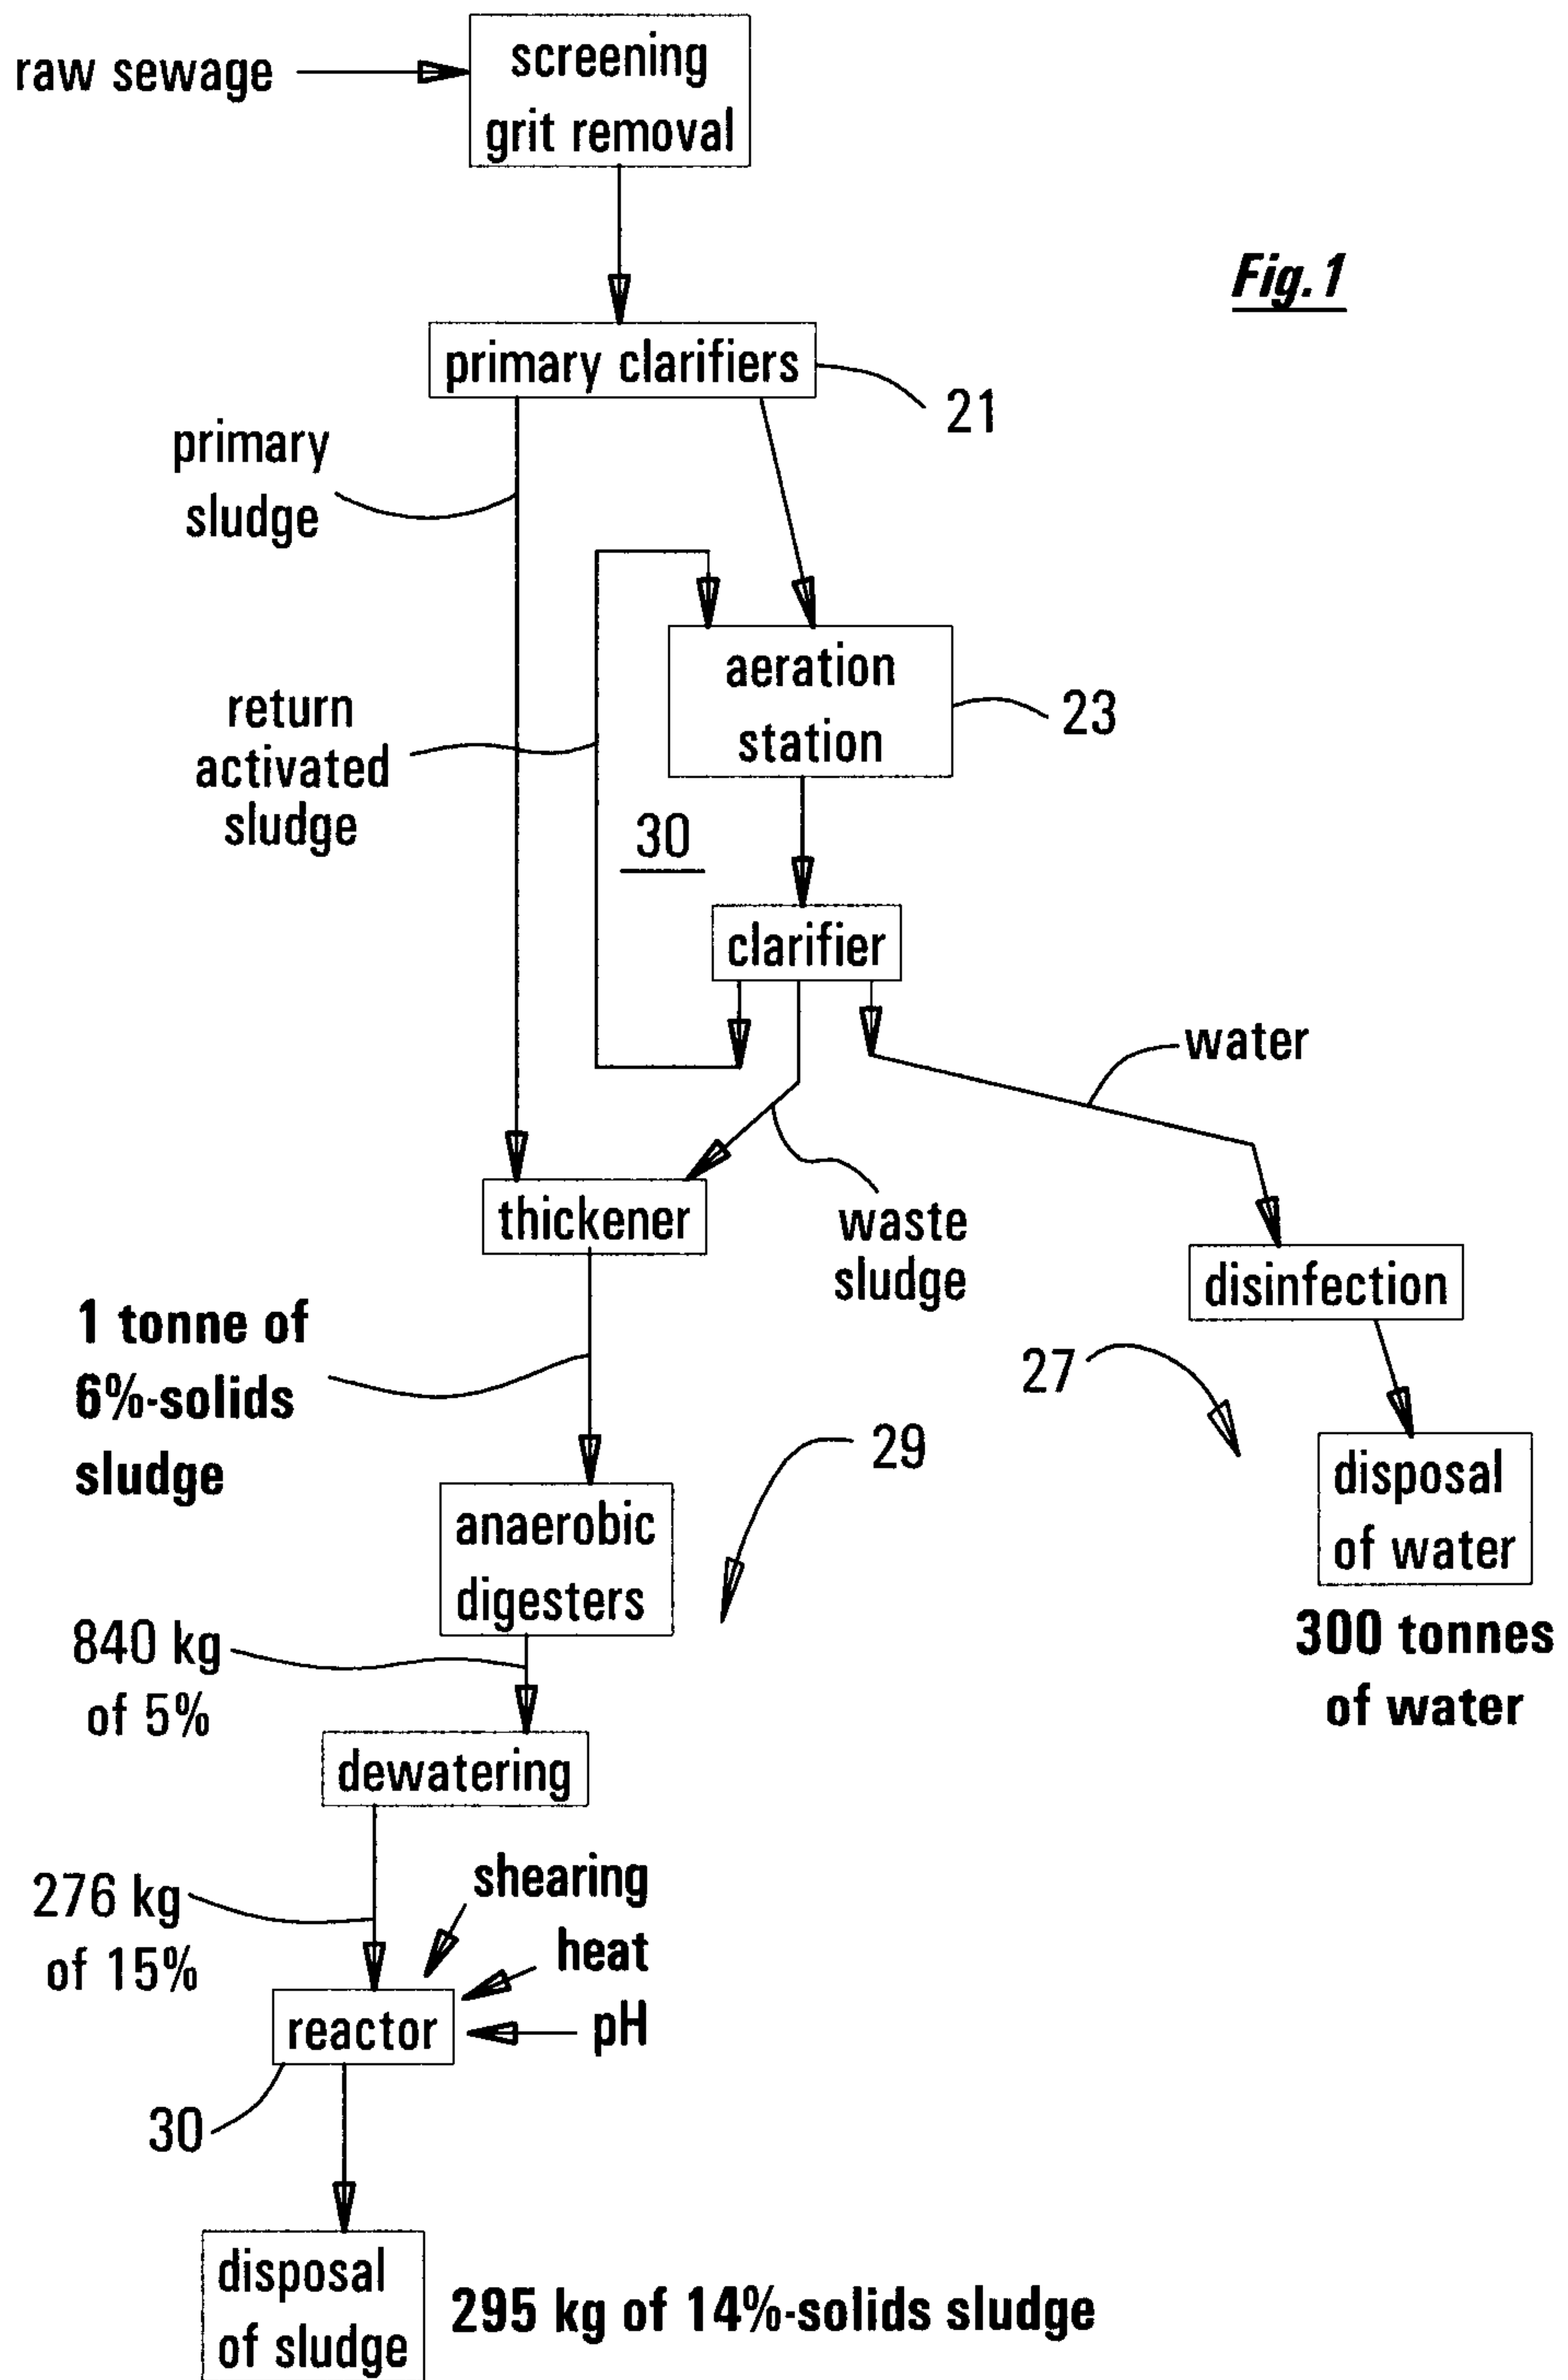 raw sewage
screening
grit removal
Fig. 1
primary clarifiers
21
primary
sludge
aeration
station
23
return
activated
sludge
30
clarifier
water
thickener
waste
sludge
disinfection
1 tonne of
6%-solids
sludge
27
29
disposal
of water
anaerobic
digesters
300 tonnes
of water
840 kg
of 5%
dewatering
276 kg
of 15%
shearing
heat
pH
reactor
30
disposal
of sludge
295 kg of 14%-solids sludge